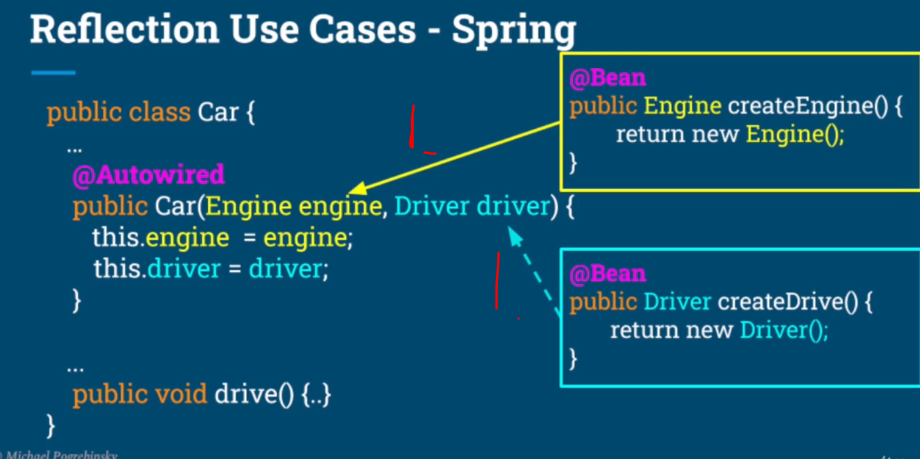 Reflection Use Cases - Spring
public class Car {
...
@Autowired
public Car(Engine engine, Driver driver) {
this.engine = engine;
this.driver = driver;
}
...
public void drive() {..}
}
@Bean
public Engine createEngine() {
return new Engine();
}
@Bean
public Driver createDrive() {
return new Driver();
}
Michael Pogrebinsky